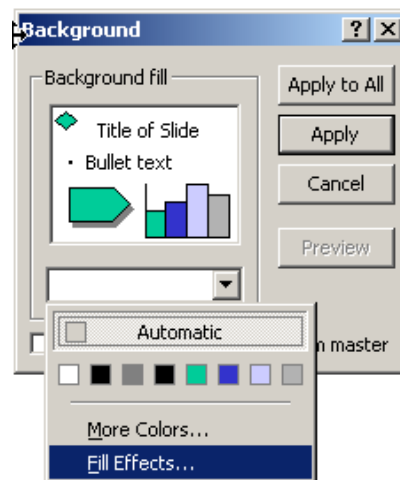 Background
Background fill
Title of Slide
• Bullet text
Apply to All
Apply
Cancel
Preview
master
Automatic
More Colors...
Fill Effects...